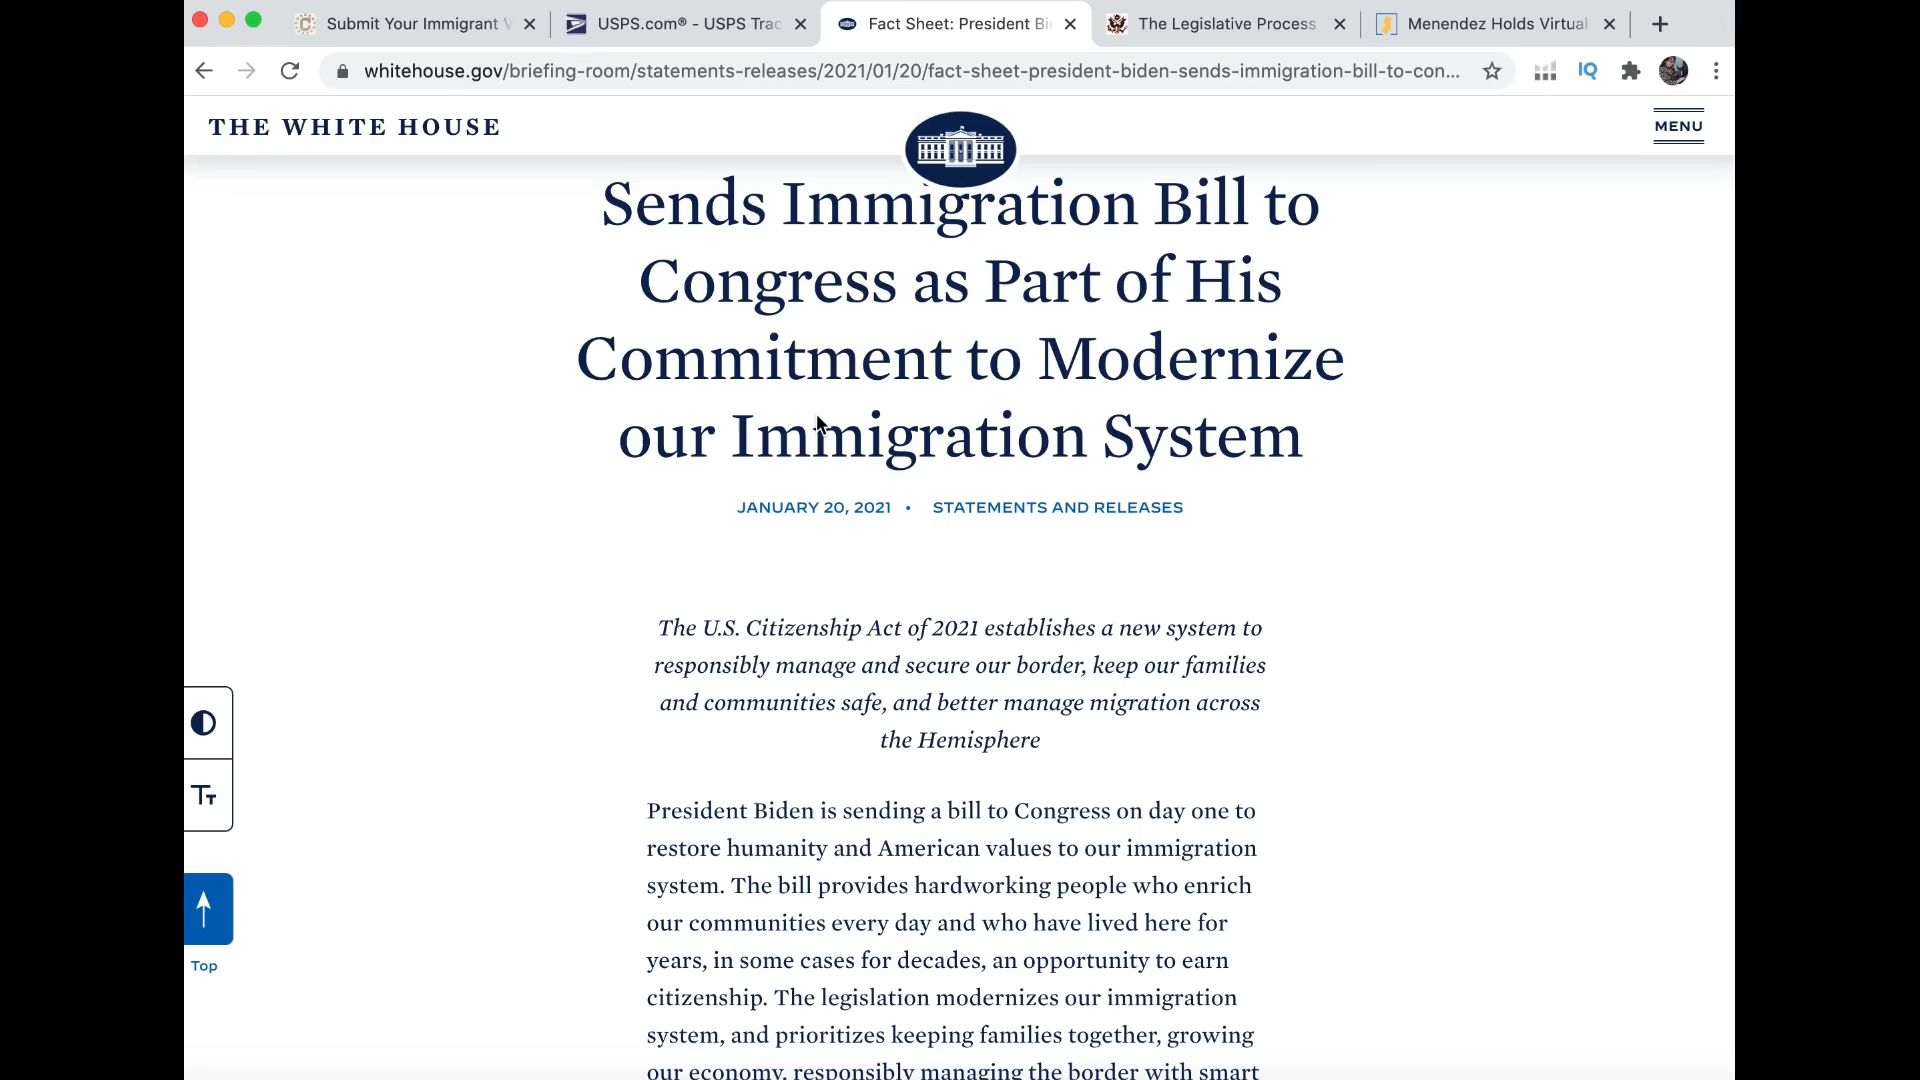 Submit Your Immigrant V
USPS.com® - USPS Trac
Fact Sheet: President Bi
The Legislative Process
Menendez Holds Virtual
whitehouse.gov/briefing-room/statements-releases/2021/01/20/fact-sheet-president-biden-sends-immigration-bill-to-con...
IQ
THE WHITE HOUSE
MENU
Sends Immigration Bill to
Congress as Part of His
Commitment to Modernize
our Immigration System
JANUARY 20, 2021 • STATEMENTS AND RELEASES
The U.S. Citizenship Act of 2021 establishes a new system to
responsibly manage and secure our border, keep our families
and communities safe, and better manage migration across
the Hemisphere
President Biden is sending a bill to Congress on day one to
restore humanity and American values to our immigration
system. The bill provides hardworking people who enrich
our communities every day and who have lived here for
years, in some cases for decades, an opportunity to earn
citizenship. The legislation modernizes our immigration
system, and prioritizes keeping families together, growing
our economy, responsibly managing the border with smart
TT
Top